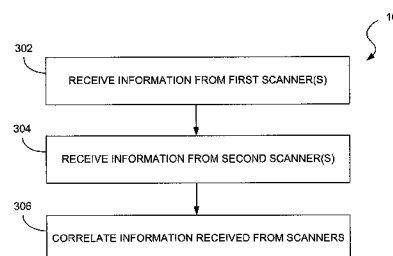 302
RECEIVE INFORMATION FROM FIRST SCANNER(S)
304
RECEIVE INFORMATION FROM SECOND SCANNER(S)
306
CORRELATE INFORMATION RECEIVED FROM SCANNERS